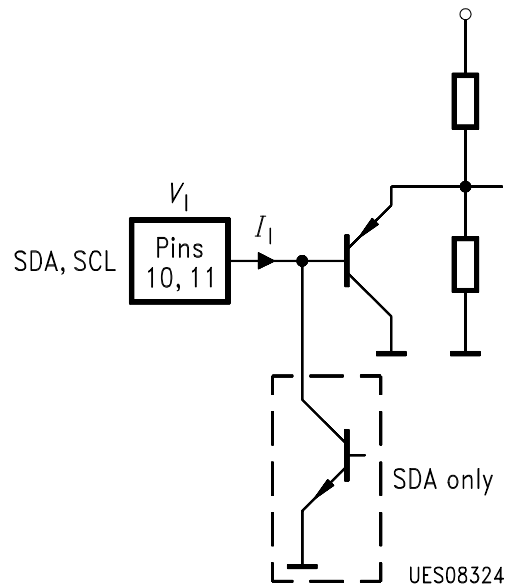 V_I
I_I
Pins
10, 11
SDA, SCL
SDA only
UES08324